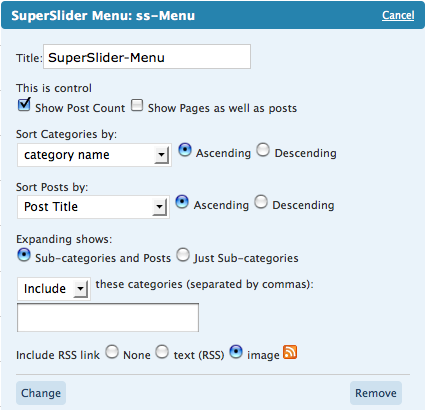 SuperSlider Menu: ss-Menu Cancel
Title: SuperSlider-Menu
This is control
Show Post Count Show Pages as well as posts
Sort Categories by:
category name Ascending Descending
Sort Posts by:
Post Title Ascending Descending
Expanding shows:
Sub-categories and Posts Just Sub-categories
Include these categories (separated by commas):
Include RSS link None text (RSS) image
Change Remove